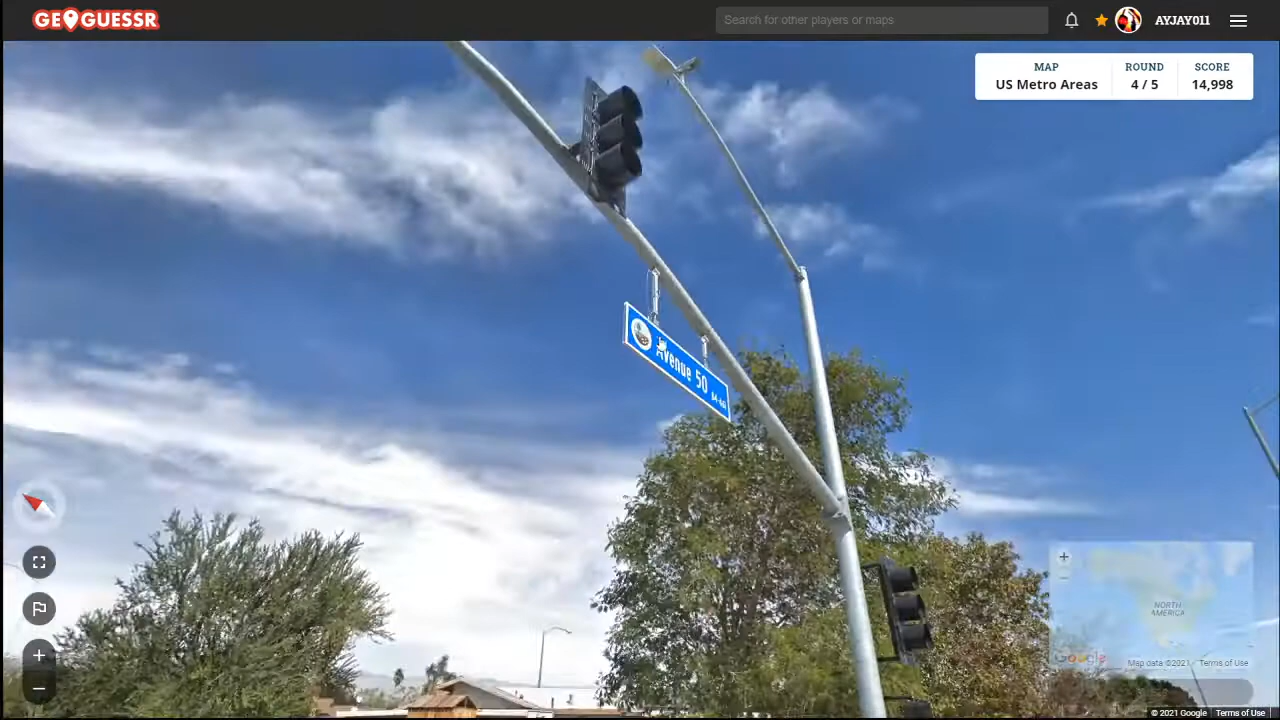 GEOGUESSR
Search for other players or maps
AYJAY011
MAP
US Metro Areas
ROUND
4 / 5
SCORE
14,998
Avenue 50
NORTH
AMERICA
Google
Map data ©2021
Terms of Use
© 2021 Google
Terms of Use